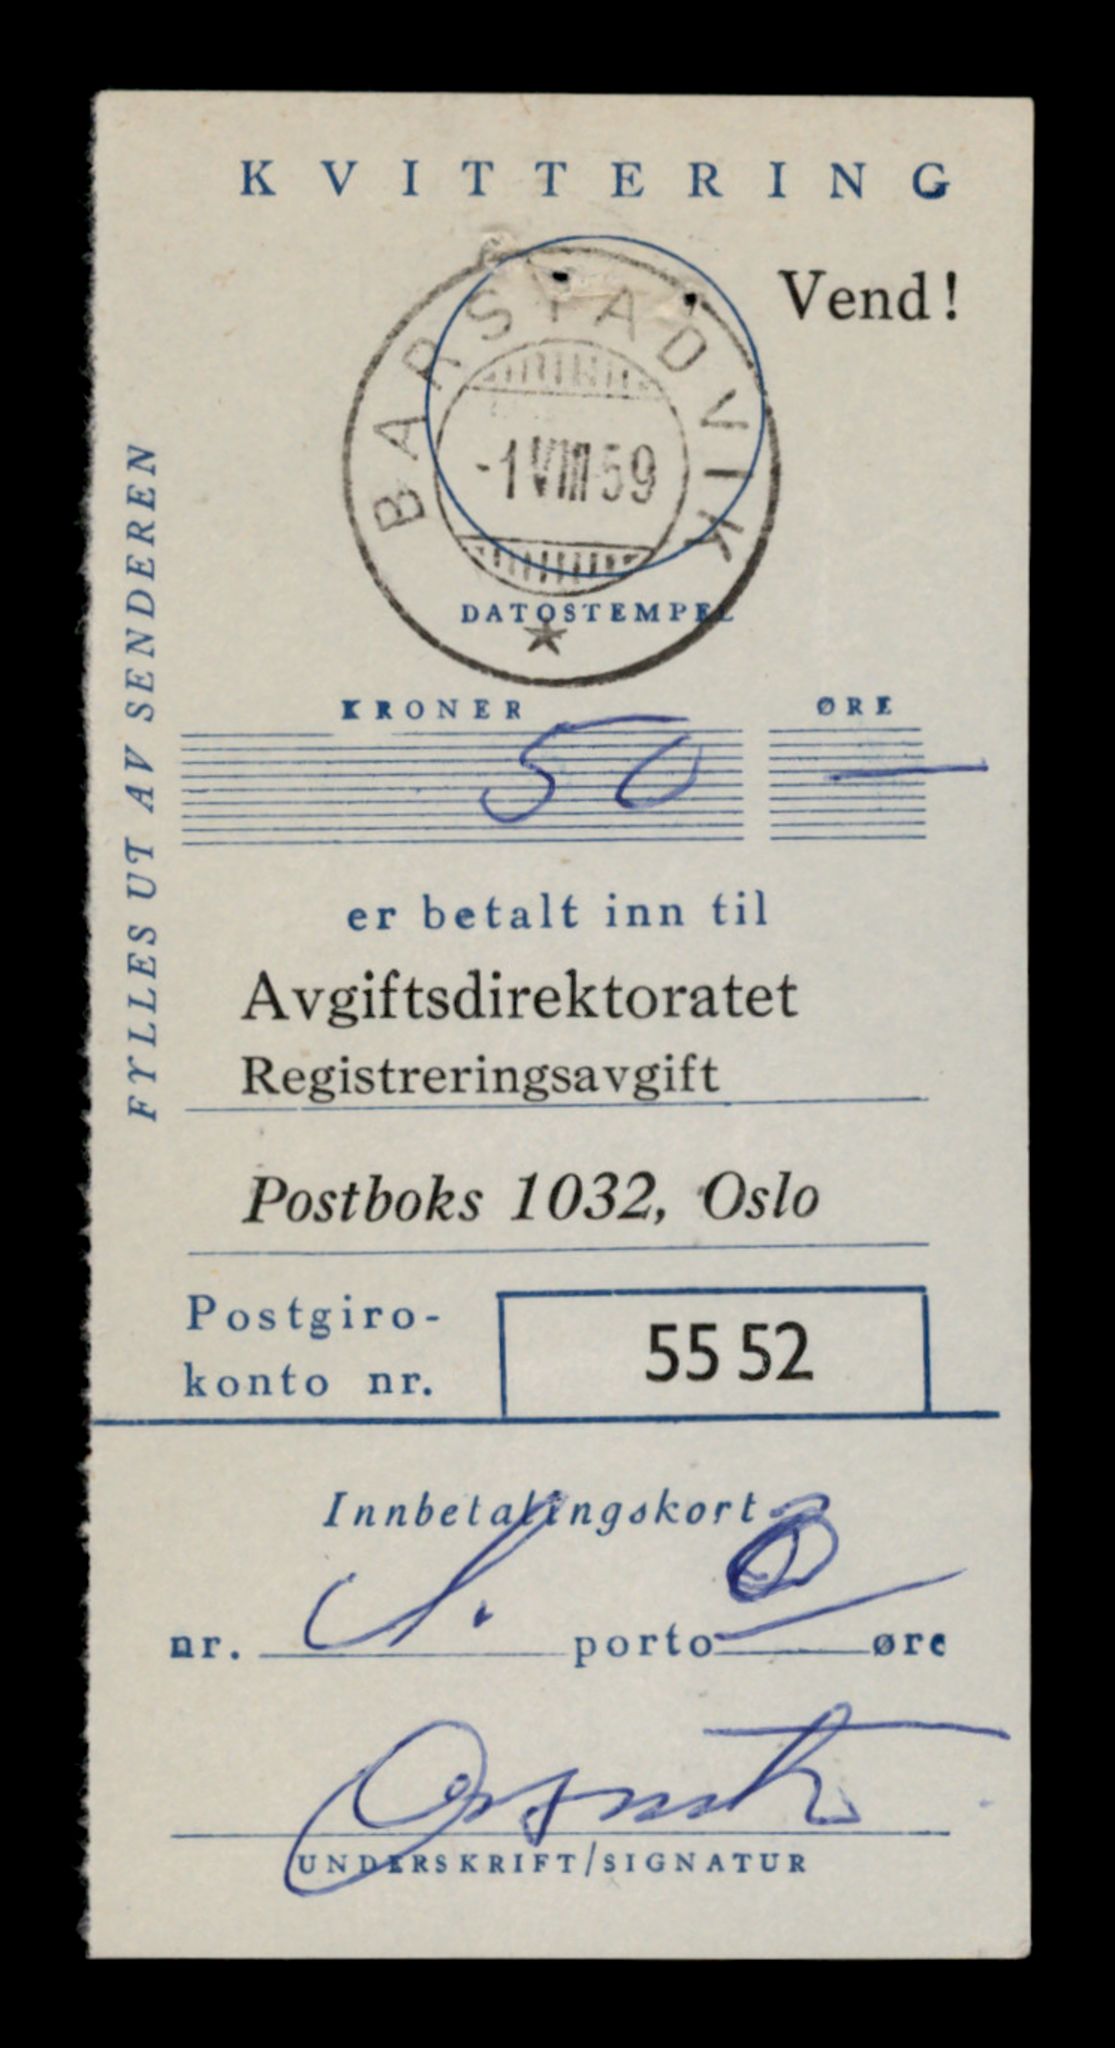 KVITTERING
Vend!
BARSTADVIK
-1 VIII 59
DATOSTEMPEL
FYLLES UT AV SENDEREN
KRONER ØRE
50 —
er betalt inn til
Avgiftsdirektoratet
Registreringsavgift
Postboks 1032, Oslo
Postgiro-
konto nr.
55 52
Innbetalingskort
nr. porto øre
UNDERSKRIFT/SIGNATUR